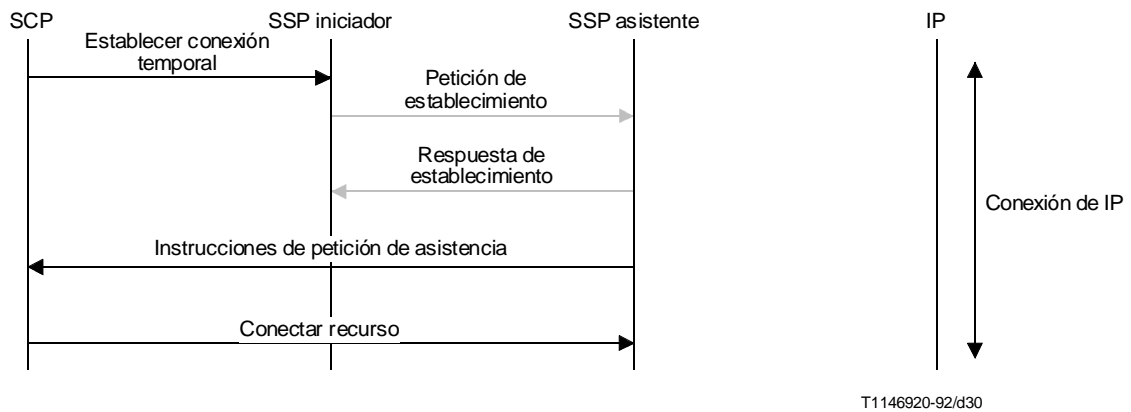 SCP
SSP iniciador
SSP asistente
IP
Establecer conexión
temporal
Petición de
establecimiento
Respuesta de
establecimiento
Conexión de IP
Instrucciones de petición de asistencia
Conectar recurso
T1146920-92/d30